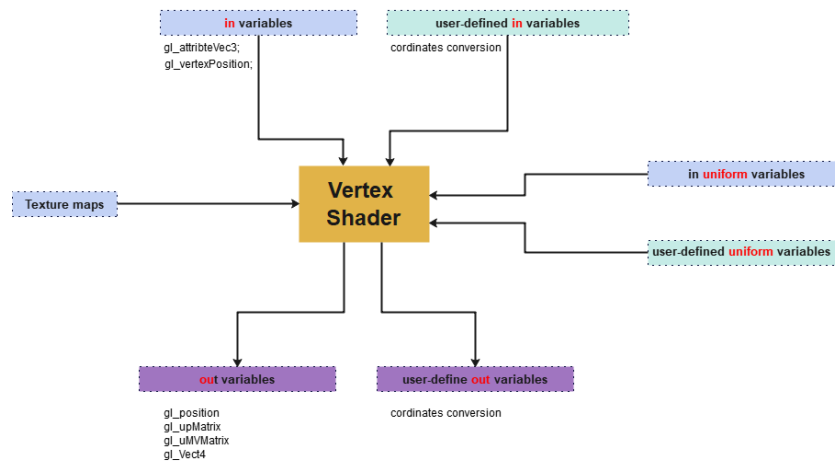 in variables
user-defined in variables
gl_attribteVec3;
gl_vertexPosition;
cordinates conversion
Vertex
Shader
in uniform variables
Texture maps
user-defined uniform variables
out variables
user-define out variables
gl_position
gl_upMatrix
gl_uMVMatrix
gl_Vect4
cordinates conversion